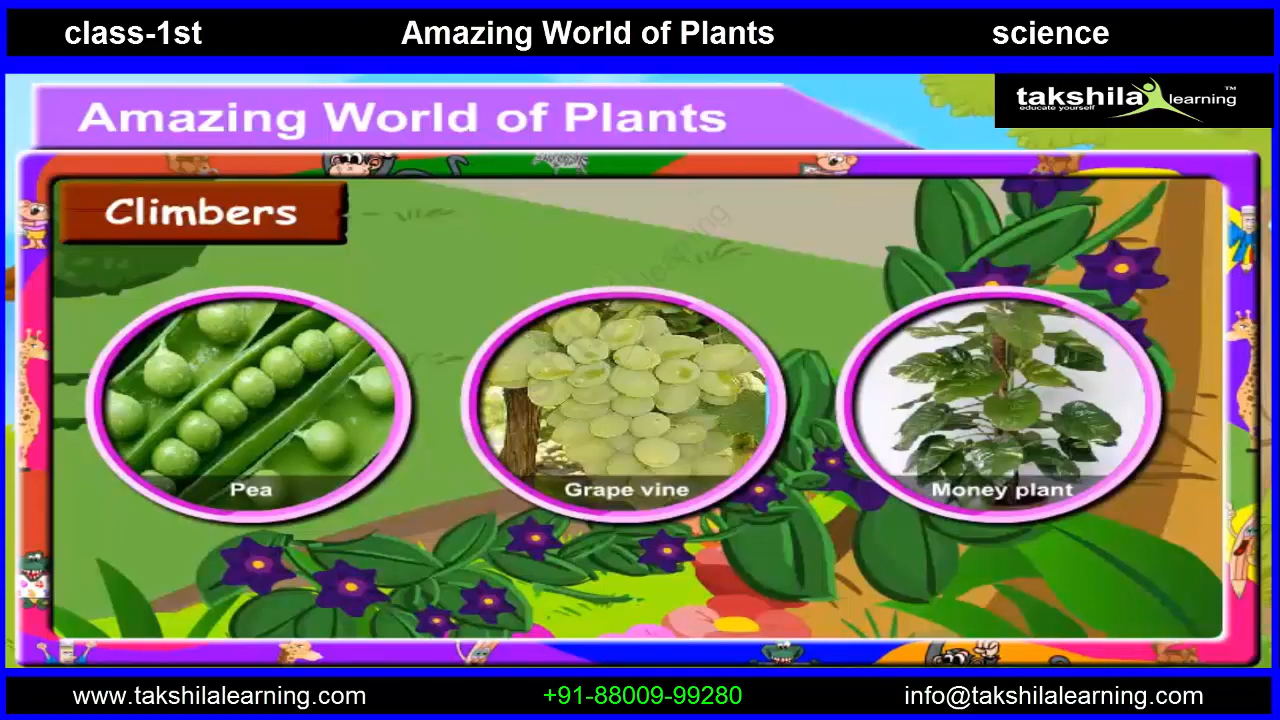 class-1st
Amazing World of Plants
science
takshila learning ™
educate yourself
Amazing World of Plants
Climbers
Pea
Grape vine
Money plant
www.takshilalearning.com
+91-88009-99280
info@takshilalearning.com